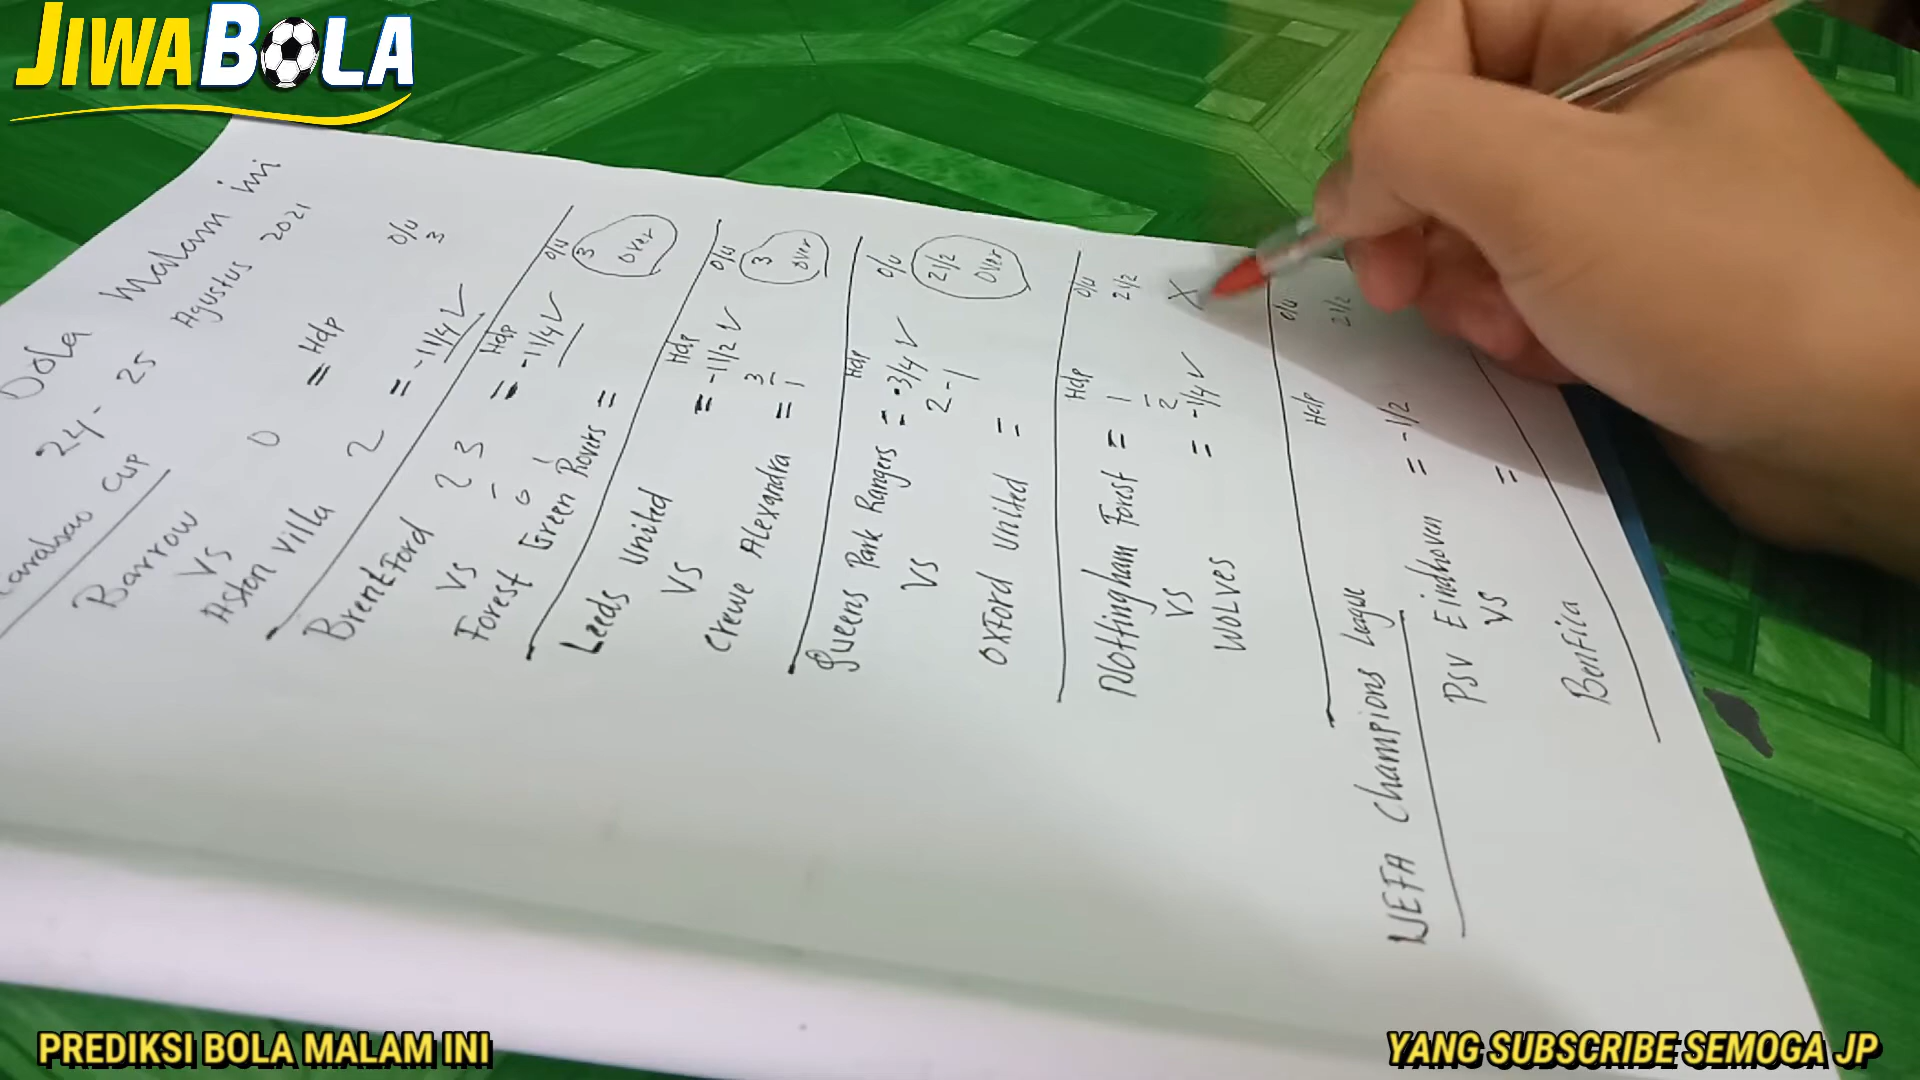 JIWABOLA
Bola Malam ini
24 - 25 Agustus 2021
Carabao CUP
Barrow 0 = Hdp O/U
VS 3
Aston Villa 2 = -1 1/4 √
Brentford 2 3 = -1 1/4 √ Hdp O/U 3 Over
VS - -
Forest Green Rovers 0 1 =
Leeds United = -1 1/2 √ Hdp O/U 3 Over
VS 3 -
Crewe Alexandra = 1
Queens Park Rangers = -3/4 √ Hdp O/U 2 1/2 Over
VS 2 - 1
Oxford United =
Nottingham Forest = 1 Hdp O/U 2 1/2
VS - 2
Wolves = -1/4 √ X
UEFA Champions League
Hdp O/U
PSV Eindhoven = -1/2 2 1/2
VS
Benfica =
PREDIKSI BOLA MALAM INI
YANG SUBSCRIBE SEMOGA JP